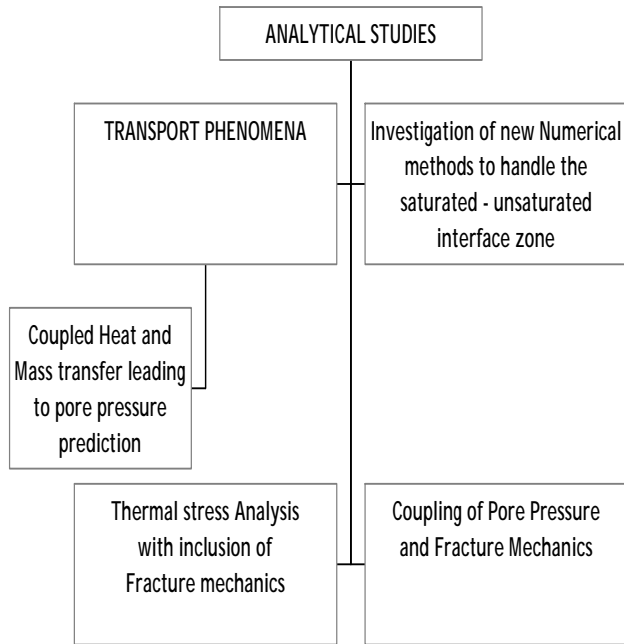 ANALYTICAL STUDIES
TRANSPORT PHENOMENA
Investigation of new Numerical
methods to handle the
saturated - unsaturated
interface zone
Coupled Heat and
Mass transfer leading
to pore pressure
prediction
Thermal stress Analysis
with inclusion of
Fracture mechanics
Coupling of Pore Pressure
and Fracture Mechanics